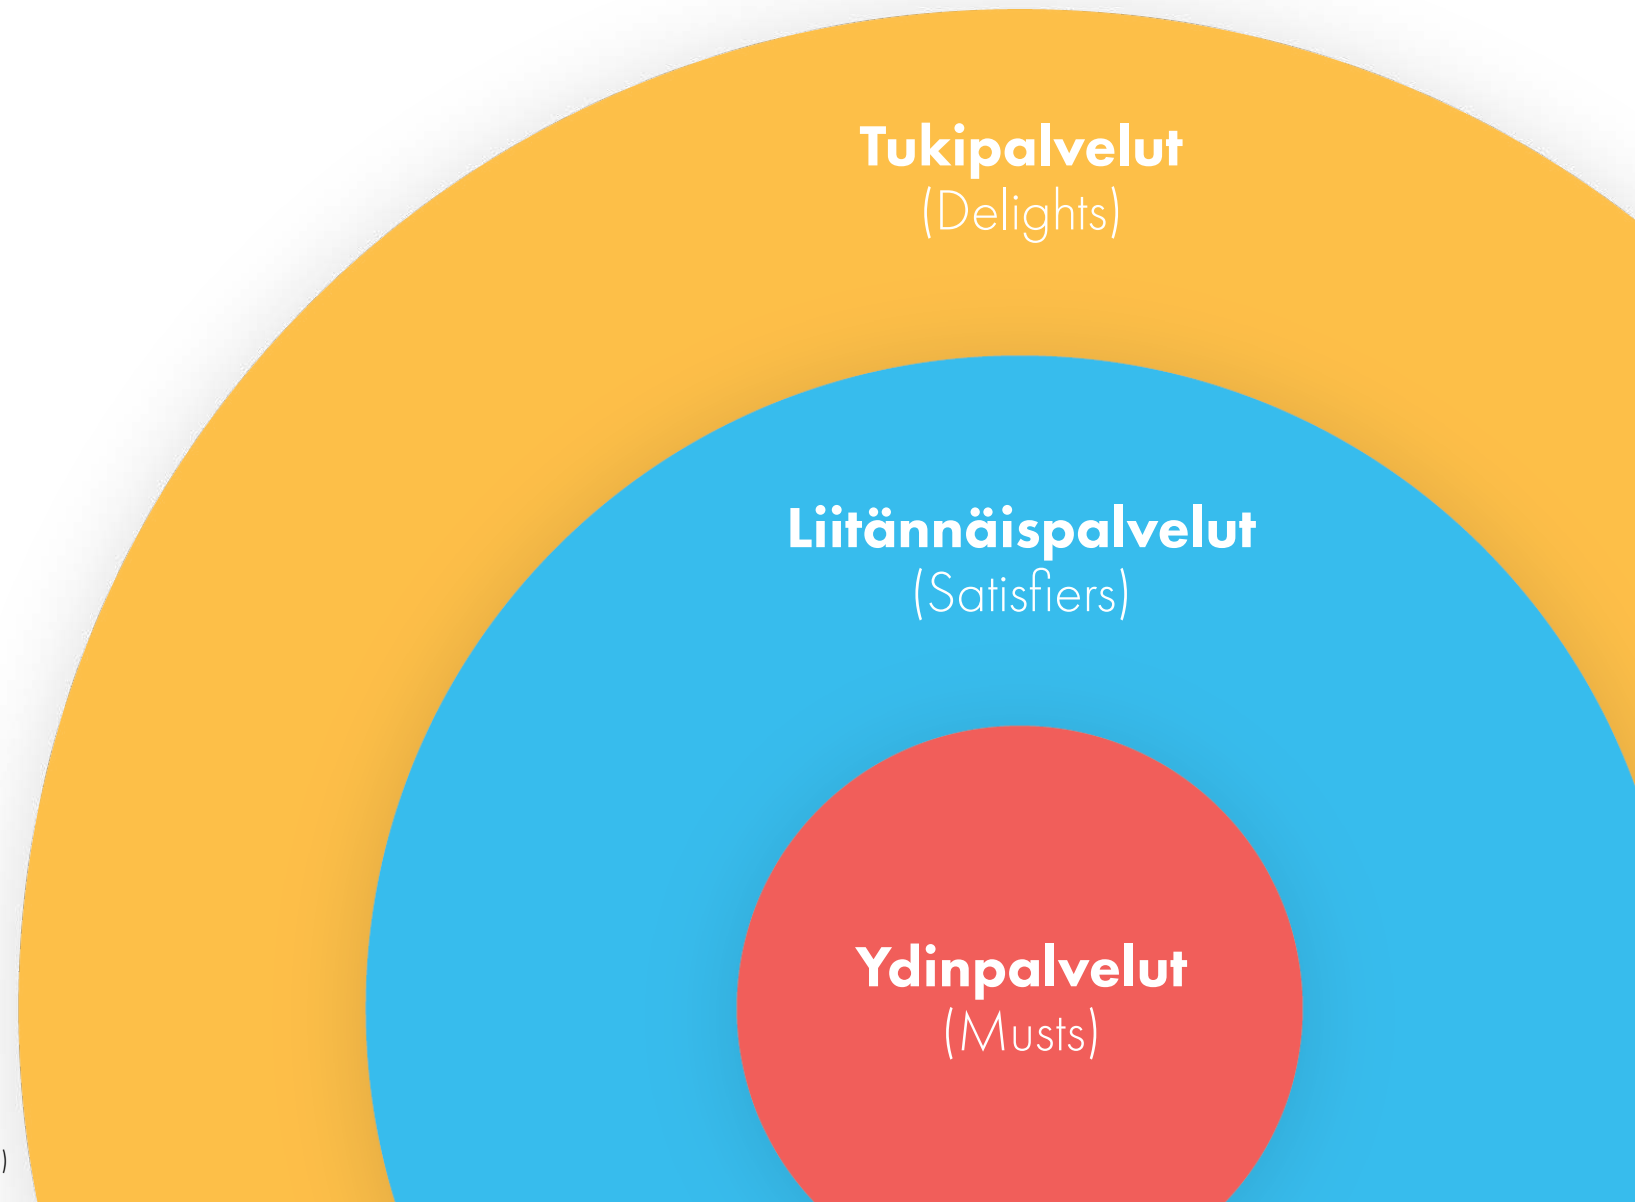 Tukipalvelut
(Delights)
Liitännäispalvelut
(Satisfiers)
Ydinpalvelut
(Musts)
)